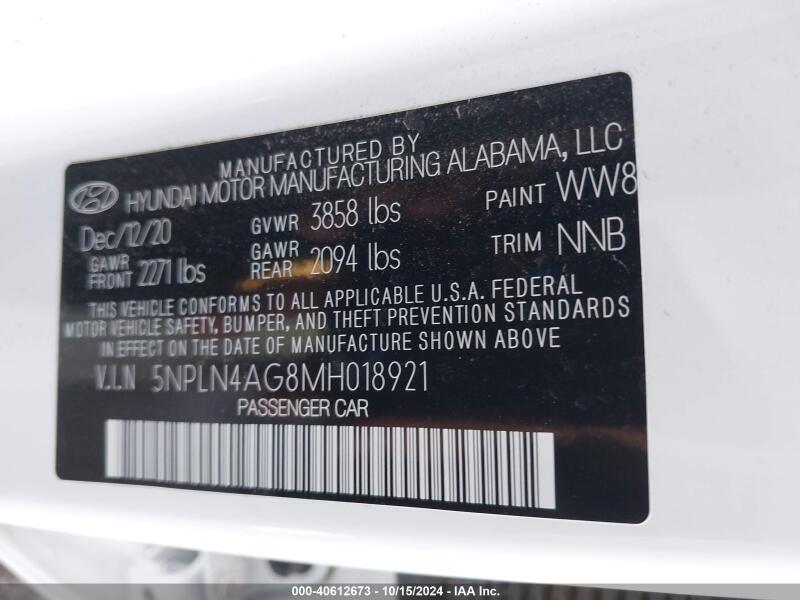 MANUFACTURED BY
HYUNDAI MOTOR MANUFACTURING ALABAMA, LLC
Dec/12/20 GVWR 3858 lbs PAINT WW8
GAWR FRONT 2271 lbs GAWR REAR 2094 lbs TRIM NNB
THIS VEHICLE CONFORMS TO ALL APPLICABLE U.S.A. FEDERAL
MOTOR VEHICLE SAFETY, BUMPER, AND THEFT PREVENTION STANDARDS
IN EFFECT ON THE DATE OF MANUFACTURE SHOWN ABOVE
V.I.N 5NPLN4AG8MH018921
PASSENGER CAR
000-40612673 - 10/15/2024 - IAA Inc.